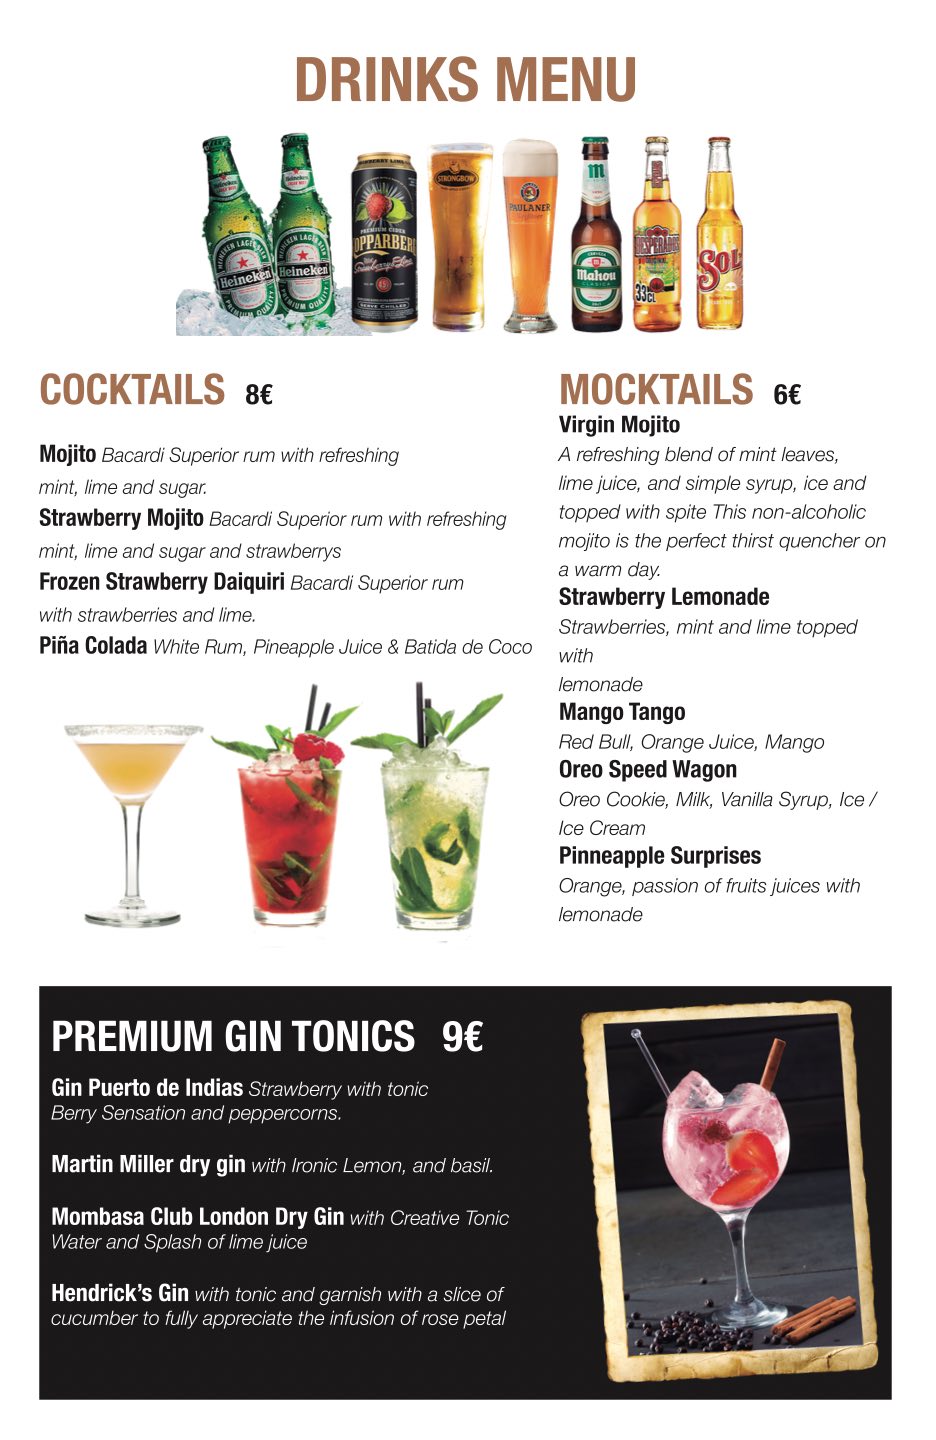 DRINKS MENU
Heineken
Heineken
PREMIUM CIDER
KOPPARBERG
Strawberry & Lime
SERVE CHILLED
STRONGBOW
PAULANER
Mahou
CLASICA
DESPERADOS
ORIGINAL
33CL
SOL
COCKTAILS 8€
Mojito Bacardi Superior rum with refreshing
mint, lime and sugar.
Strawberry Mojito Bacardi Superior rum with refreshing
mint, lime and sugar and strawberrys
Frozen Strawberry Daiquiri Bacardi Superior rum
with strawberries and lime.
Piña Colada White Rum, Pineapple Juice & Batida de Coco
MOCKTAILS 6€
Virgin Mojito
A refreshing blend of mint leaves,
lime juice, and simple syrup, ice and
topped with spite This non-alcoholic
mojito is the perfect thirst quencher on
a warm day.
Strawberry Lemonade
Strawberries, mint and lime topped
with
lemonade
Mango Tango
Red Bull, Orange Juice, Mango
Oreo Speed Wagon
Oreo Cookie, Milk, Vanilla Syrup, Ice /
Ice Cream
Pinneapple Surprises
Orange, passion of fruits juices with
lemonade
PREMIUM GIN TONICS 9€
Gin Puerto de Indias Strawberry with tonic
Berry Sensation and peppercorns.
Martin Miller dry gin with Ironic Lemon, and basil.
Mombasa Club London Dry Gin with Creative Tonic
Water and Splash of lime juice
Hendrick's Gin with tonic and garnish with a slice of
cucumber to fully appreciate the infusion of rose petal